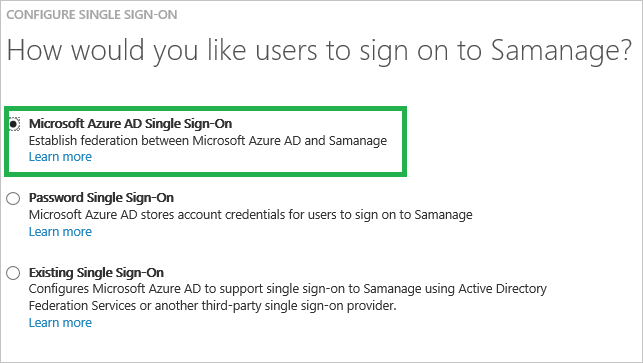 CONFIGURE SINGLE SIGN-ON
How would you like users to sign on to Samanage?
Microsoft Azure AD Single Sign-On
Establish federation between Microsoft Azure AD and Samanage
Learn more
Password Single Sign-On
Microsoft Azure AD stores account credentials for users to sign on to Samanage
Learn more
Existing Single Sign-On
Configures Microsoft Azure AD to support single sign-on to Samanage using Active Directory
Federation Services or another third-party single sign-on provider.
Learn more